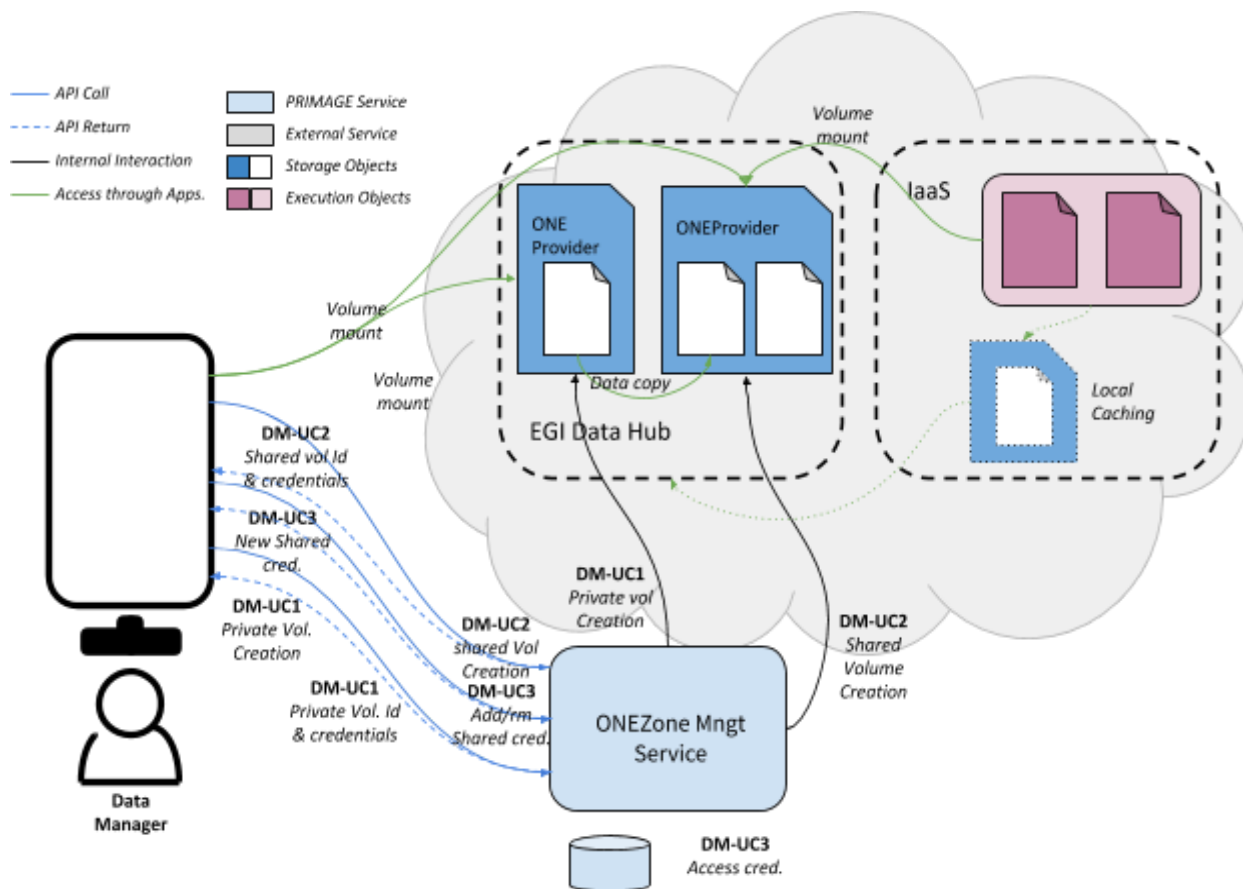 API Call
API Return
Internal Interaction
Access through Apps.
PRIMAGE Service
External Service
Storage Objects
Execution Objects
Volume
mount
IaaS
ONE
Provider
ONEProvider
Volume
mount
Volume
mount
Data copy
EGI Data Hub
Local
Caching
DM-UC2
Shared vol Id
& credentials
DM-UC3
New Shared
cred.
DM-UC1
Private Vol.
Creation
DM-UC1
Private Vol. Id
& credentials
DM-UC2
shared Vol
Creation
DM-UC3
Add/rm
Shared cred.
DM-UC1
Private vol
Creation
DM-UC2
Shared
Volume
Creation
ONEZone Mngt
Service
Data
Manager
DM-UC3
Access cred.